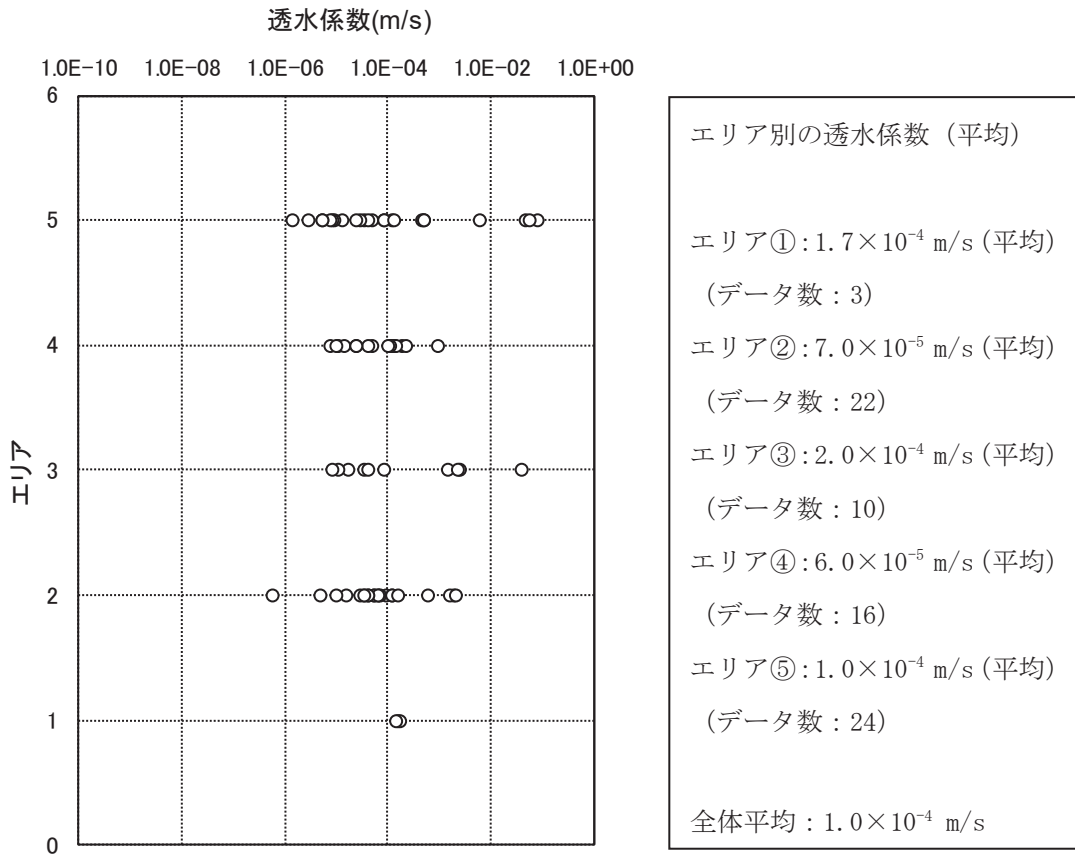 透水係数(m/s)
1.0E-10 1.0E-08 1.0E-06 1.0E-04 1.0E-02 1.0E+00
6
5
4
3
2
1
0
エリア
エリア別の透水係数（平均）
エリア①:1.7×10⁻⁴ m/s(平均)
（データ数：3）
エリア②:7.0×10⁻⁵ m/s(平均)
（データ数：22）
エリア③:2.0×10⁻⁴ m/s(平均)
（データ数：10）
エリア④:6.0×10⁻⁵ m/s(平均)
（データ数：16）
エリア⑤:1.0×10⁻⁴ m/s(平均)
（データ数：24）
全体平均：1.0×10⁻⁴ m/s